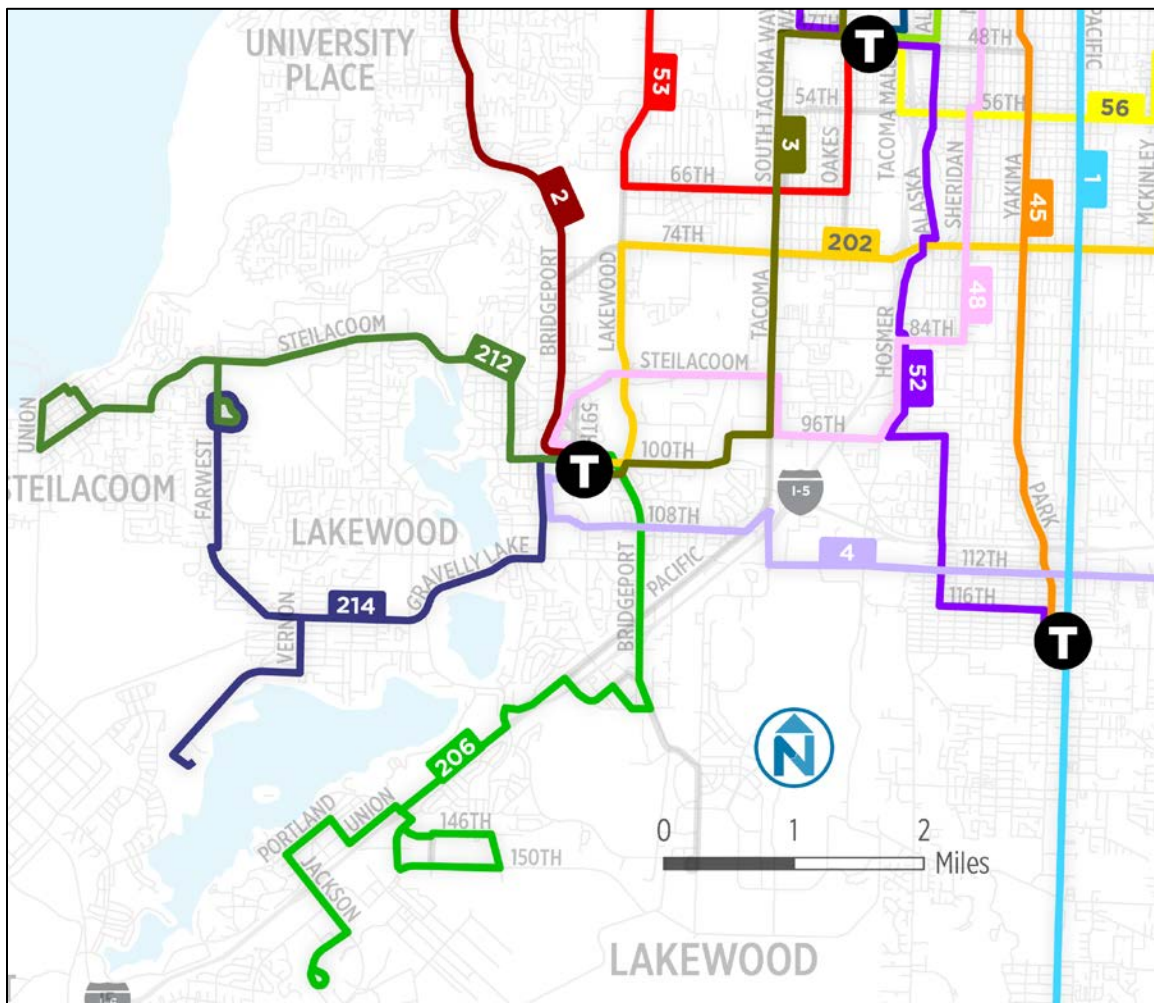 UNIVERSITY
PLACE
53
SOUTH TACOMA WAY
54TH
OAKES
TACOMA MALL
T
48TH
PACIFIC
56TH
56
3
66TH
ALASKA
SHERIDAN
YAKIMA
45
1
MCKINLEY
2
BRIDGEPORT
LAKEWOOD
74TH
202
TACOMA
48
84TH
HOSMER
STEILACOOM
212
STEILACOOM
52
59TH
96TH
UNION
FARWEST
T
100TH
I-5
STEILACOOM
LAKEWOOD
GRAVELLY LAKE
108TH
PARK
4
112TH
116TH
214
VERNON
BRIDGEPORT
PACIFIC
T
206
N
PORTLAND
UNION
146TH
150TH
JACKSON
0 1 2
Miles
LAKEWOOD